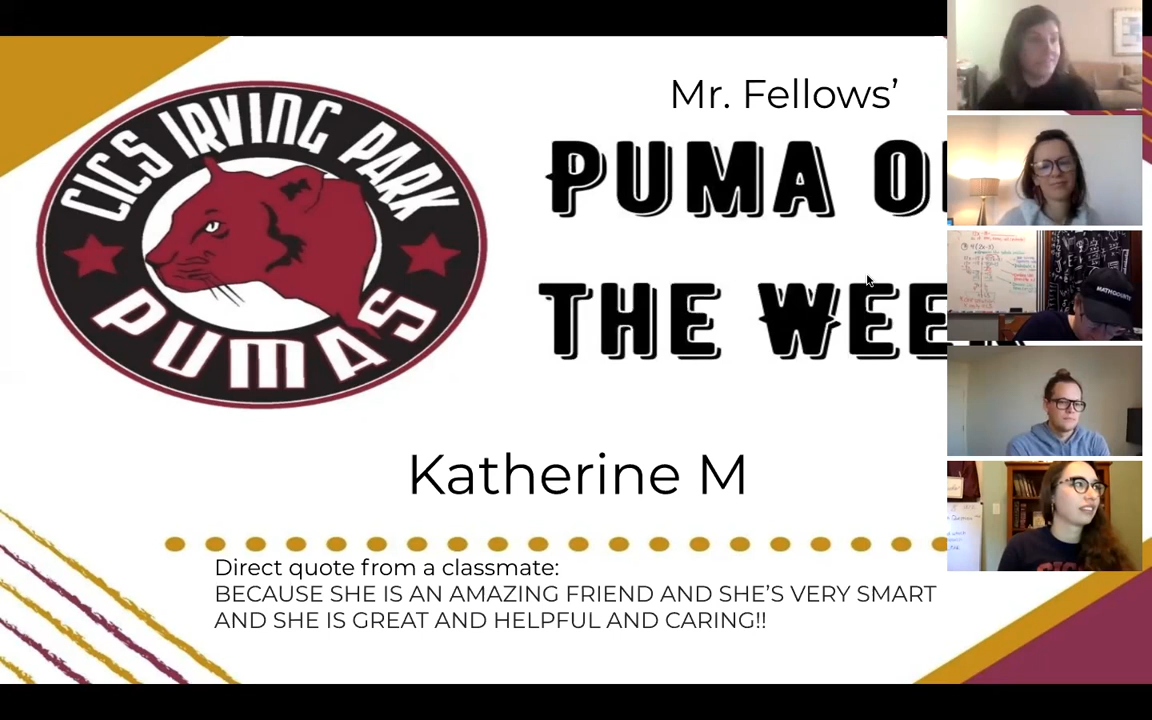 CICS IRVING PARK
PUMAS
Mr. Fellows’
PUMA O
THE WEE
Katherine M
Direct quote from a classmate:
BECAUSE SHE IS AN AMAZING FRIEND AND SHE’S VERY SMART
AND SHE IS GREAT AND HELPFUL AND CARING!!
MATHCOUNTS